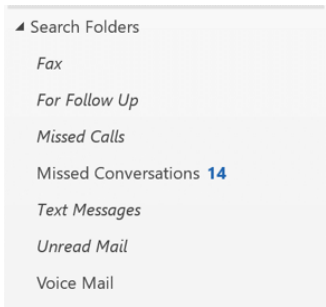 Search Folders
Fax
For Follow Up
Missed Calls
Missed Conversations 14
Text Messages
Unread Mail
Voice Mail